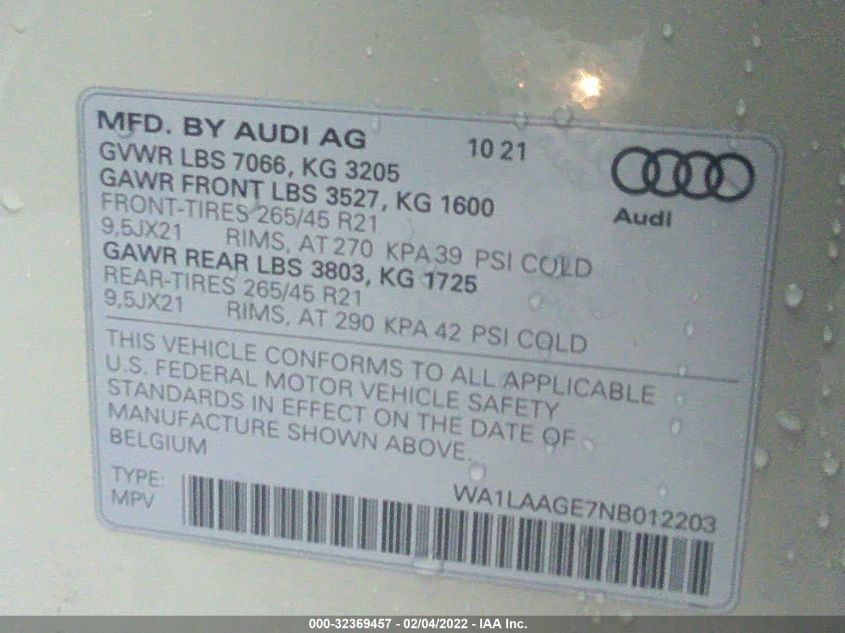 MFD. BY AUDI AG 10 21
GVWR LBS 7066, KG 3205
GAWR FRONT LBS 3527, KG 1600
Audi
FRONT-TIRES 265/45 R21
9,5JX21 RIMS, AT 270 KPA 39 PSI COLD
GAWR REAR LBS 3803, KG 1725
REAR-TIRES 265/45 R21
9,5JX21 RIMS, AT 290 KPA 42 PSI COLD
THIS VEHICLE CONFORMS TO ALL APPLICABLE
U.S. FEDERAL MOTOR VEHICLE SAFETY
STANDARDS IN EFFECT ON THE DATE OF
MANUFACTURE SHOWN ABOVE.
BELGIUM
TYPE:
MPV
WA1LAAGE7NB012203
000-32369457 - 02/04/2022 - IAA Inc.